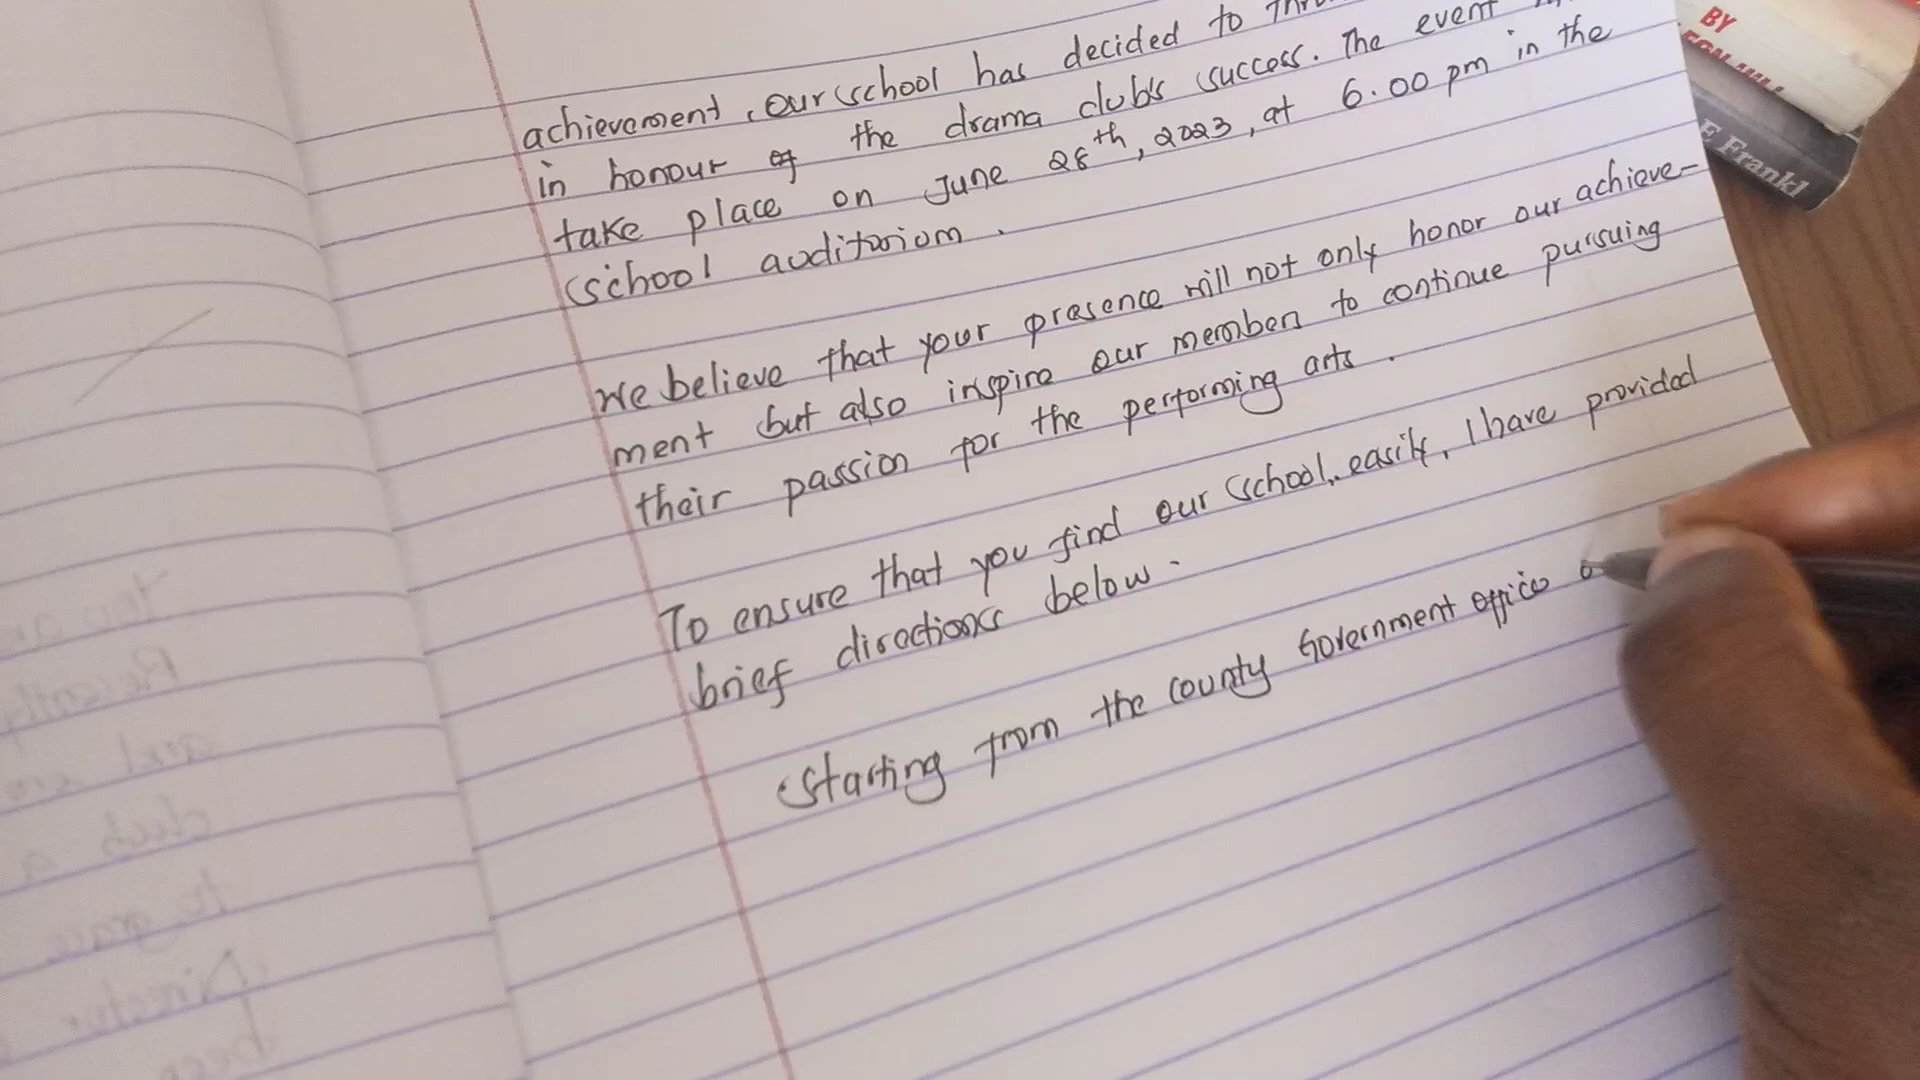 achievement, our school has decided to
in honour of the drama club's success. The event
take place on June 28th, 2023, at 6.00 pm in the
school auditorium.
We believe that your presence will not only honor our achieve-
ment but also inspire our members to continue pursuing
their passion for the performing arts.
To ensure that you find our school, easily, I have provided
brief directions below.
Starting from the county Government office
BY
E Frankl